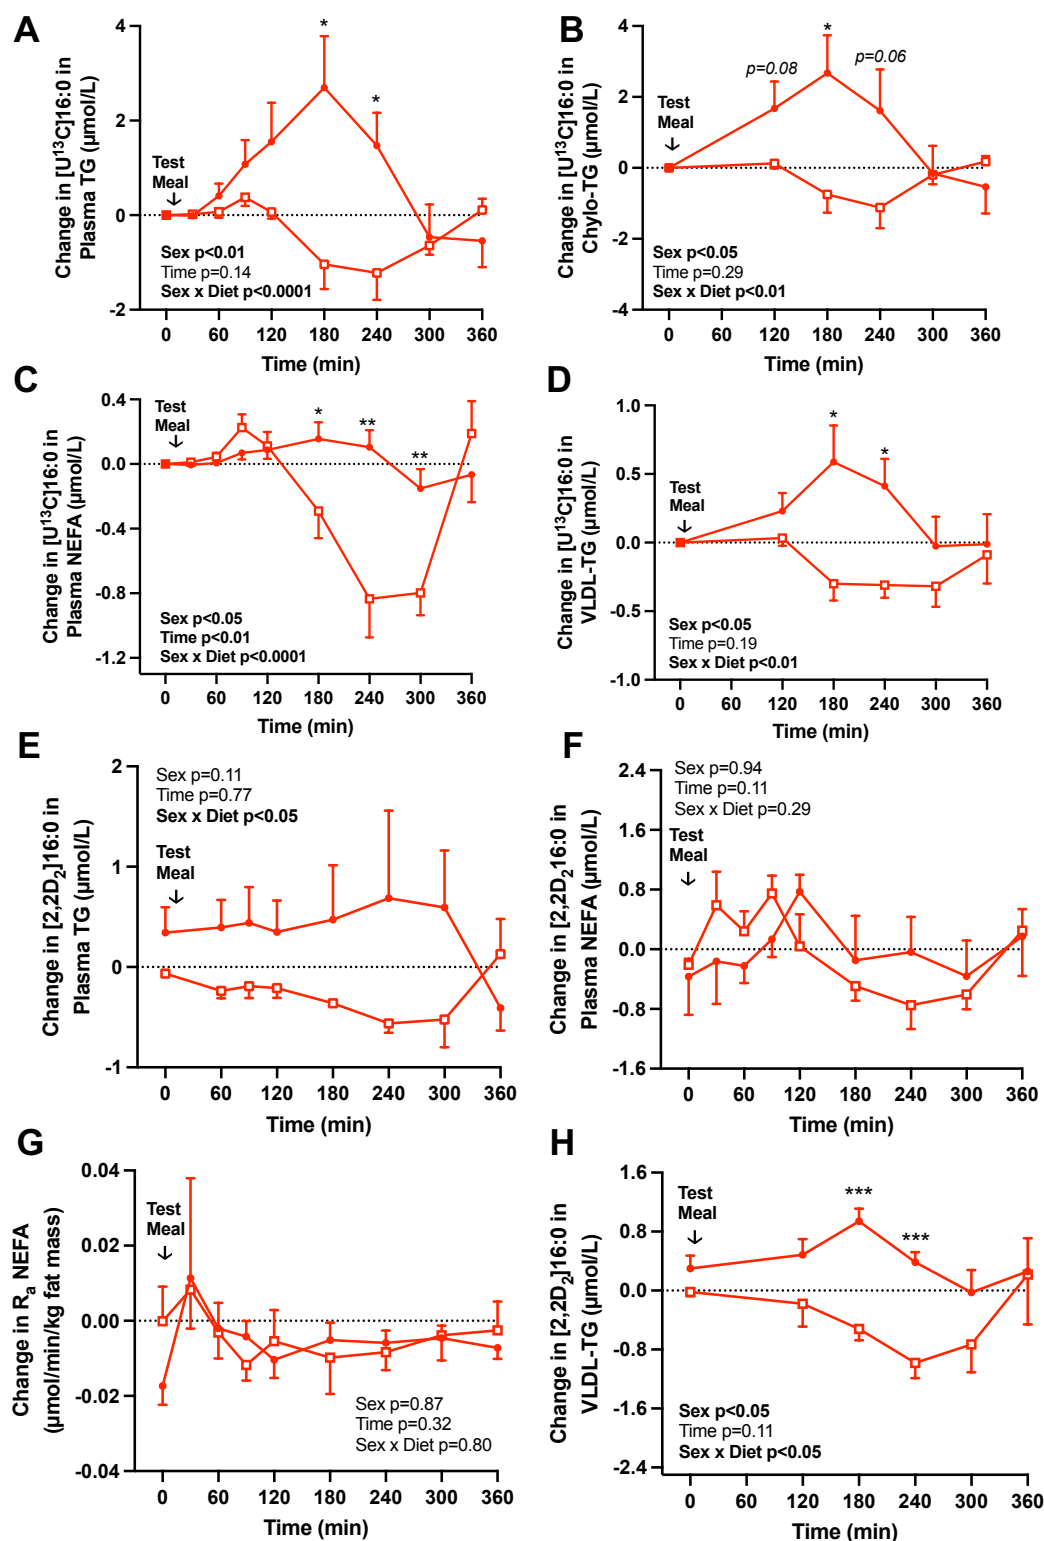 A
Change in [U¹³C]16:0 in
Plasma TG (µmol/L)
4
2
0
-2
Test
Meal
*
*
Sex p<0.01
Time p=0.14
Sex x Diet p<0.0001
0 60 120 180 240 300 360
Time (min)
B
Change in [U¹³C]16:0 in
Chylo-TG (µmol/L)
4
2
0
-2
-4
Test
Meal
p=0.08
*
p=0.06
Sex p<0.05
Time p=0.29
Sex x Diet p<0.01
0 60 120 180 240 300 360
Time (min)
C
Change in [U¹³C]16:0 in
Plasma NEFA (µmol/L)
0.4
0.0
-0.4
-0.8
-1.2
Test
Meal
*
**
**
Sex p<0.05
Time p<0.01
Sex x Diet p<0.0001
0 60 120 180 240 300 360
Time (min)
D
Change in [U¹³C]16:0 in
VLDL-TG (µmol/L)
1.0
0.5
0.0
-0.5
-1.0
Test
Meal
*
*
Sex p<0.05
Time p=0.19
Sex x Diet p<0.01
0 60 120 180 240 300 360
Time (min)
E
Change in [2,2D₂]16:0 in
Plasma TG (µmol/L)
2
1
0
-1
Sex p=0.11
Time p=0.77
Sex x Diet p<0.05
Test
Meal
0 60 120 180 240 300 360
Time (min)
F
Change in [2,2D₂16:0 in
Plasma NEFA (µmol/L)
2.4
1.6
0.8
0.0
-0.8
-1.6
Sex p=0.94
Time p=0.11
Sex x Diet p=0.29
Test
Meal
0 60 120 180 240 300 360
Time (min)
G
Change in Rₐ NEFA
(µmol/min/kg fat mass)
0.04
0.02
0.00
-0.02
-0.04
Test
Meal
Sex p=0.87
Time p=0.32
Sex x Diet p=0.80
0 60 120 180 240 300 360
Time (min)
H
Change in [2,2D₂]16:0 in
VLDL-TG (µmol/L)
1.6
0.8
0.0
-0.8
-1.6
-2.4
Test
Meal
***
***
Sex p<0.05
Time p=0.11
Sex x Diet p<0.05
0 60 120 180 240 300 360
Time (min)